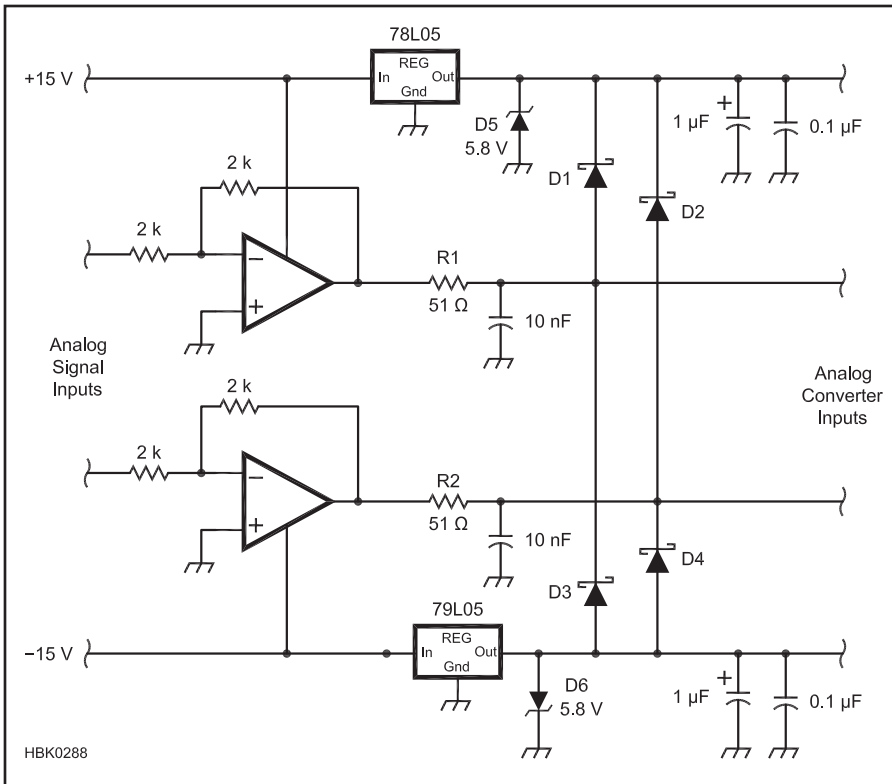 78L05
REG
In
Out
Gnd
+15 V
D5
5.8 V
+
1 µF
0.1 µF
D1
D2
2 k
2 k
−
+
R1
51 Ω
10 nF
Analog
Signal
Inputs
Analog
Converter
Inputs
2 k
2 k
−
+
R2
51 Ω
10 nF
D4
D3
79L05
REG
In
Out
Gnd
−15 V
D6
5.8 V
+
1 µF
0.1 µF
HBK0288